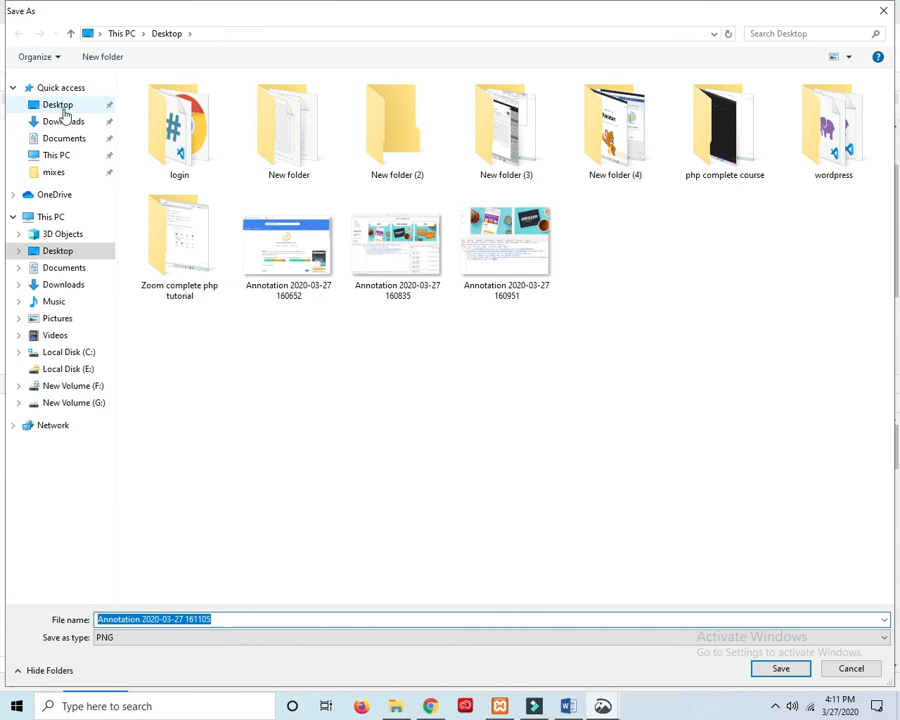 Save As
This PC > Desktop >
Search Desktop
Organize
New folder
Quick access
Desktop
Downloads
Documents
This PC
mixes
OneDrive
This PC
3D Objects
Desktop
Documents
Downloads
Music
Pictures
Videos
Local Disk (C:)
Local Disk (E:)
New Volume (F:)
New Volume (G:)
Network
login
New folder
New folder (2)
New folder (3)
New folder (4)
php complete course
wordpress
Zoom complete php
tutorial
Annotation 2020-03-27
160652
Annotation 2020-03-27
160835
Annotation 2020-03-27
160951
File name: Annotation 2020-03-27 161105
Save as type: PNG
Activate Windows
Go to Settings to activate Windows.
Hide Folders
Save
Cancel
Type here to search
4:11 PM
3/27/2020